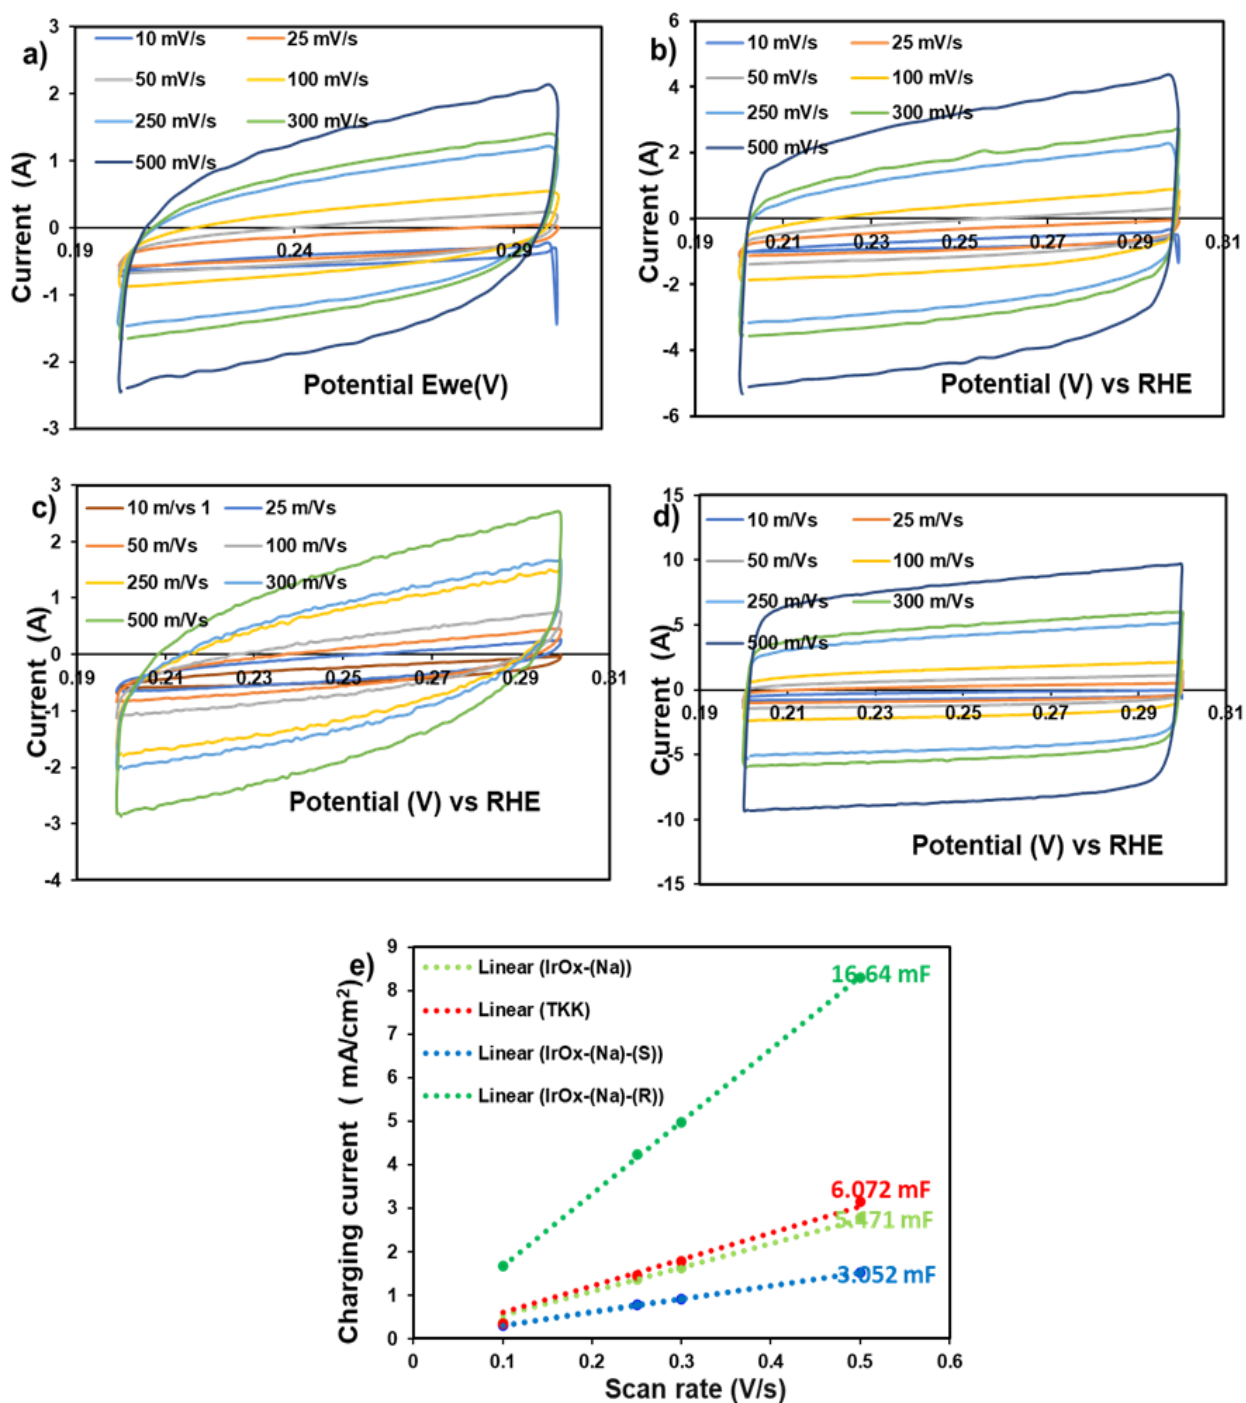 a)
10 mV/s 25 mV/s
50 mV/s 100 mV/s
250 mV/s 300 mV/s
500 mV/s
3
2
1
0
-1
-2
-3
0.19 0.24 0.29
Current (A)
Potential Ewe(V)
b)
10 mV/s 25 mV/s
50 mV/s 100 mV/s
250 mV/s 300 mV/s
500 mV/s
6
4
2
0
-2
-4
-6
0.19 0.21 0.23 0.25 0.27 0.29 0.31
Current (A)
Potential (V) vs RHE
c)
10 m/vs 1 25 m/Vs
50 m/Vs 100 m/Vs
250 m/Vs 300 m/Vs
500 m/Vs
3
2
1
0
-1
-2
-3
-4
0.19 0.21 0.23 0.25 0.27 0.29 0.31
Current (A)
Potential (V) vs RHE
d)
10 m/Vs 25 m/Vs
50 m/Vs 100 m/Vs
250 m/Vs 300 m/Vs
500 m/Vs
15
10
5
0
-5
-10
-15
0.19 0.21 0.23 0.25 0.27 0.29 0.31
Current (A)
Potential (V) vs RHE
e)
Linear (IrOx-(Na))
Linear (TKK)
Linear (IrOx-(Na)-(S))
Linear (IrOx-(Na)-(R))
16.64 mF
6.072 mF
5.471 mF
3.052 mF
9
8
7
6
5
4
3
2
1
0
0 0.1 0.2 0.3 0.4 0.5 0.6
Charging current ( mA/cm²)
Scan rate (V/s)